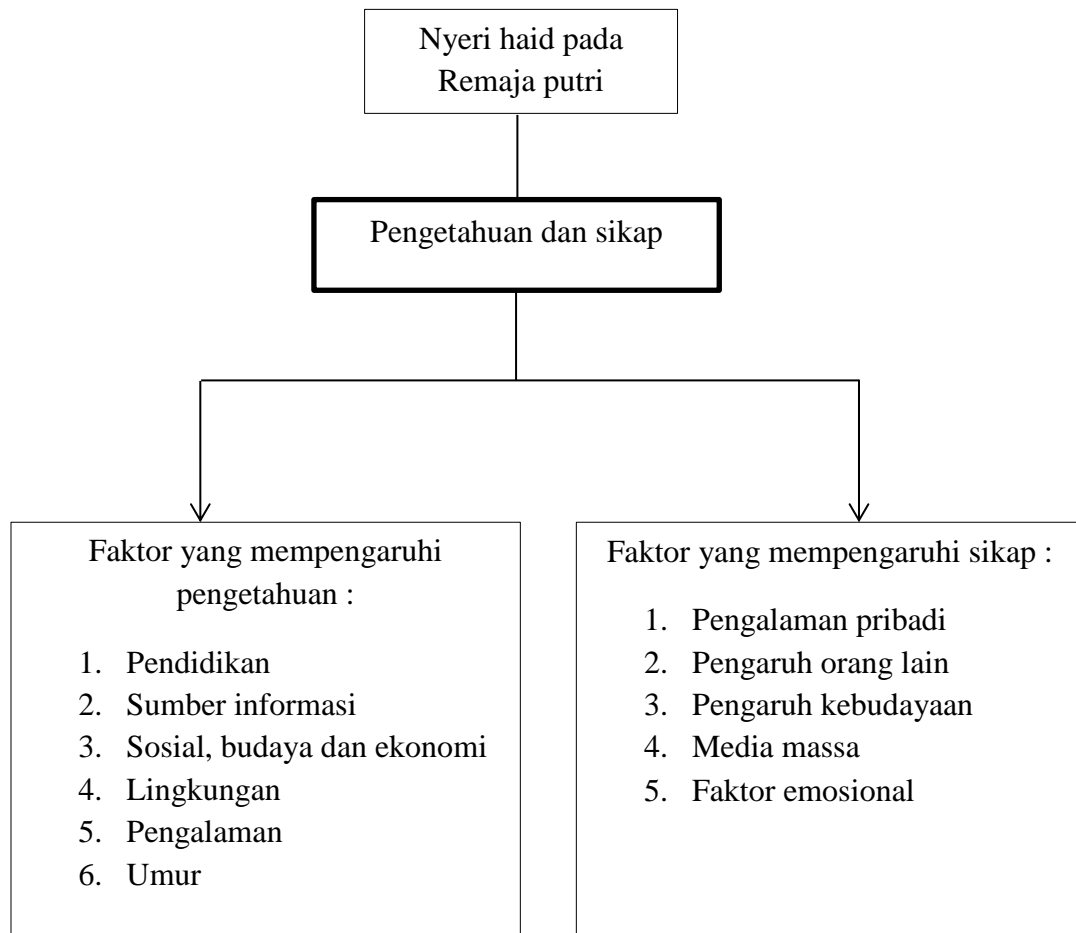 Nyeri haid pada
Remaja putri
Pengetahuan dan sikap
Faktor yang mempengaruhi
pengetahuan :
1. Pendidikan
2. Sumber informasi
3. Sosial, budaya dan ekonomi
4. Lingkungan
5. Pengalaman
6. Umur
Faktor yang mempengaruhi sikap :
1. Pengalaman pribadi
2. Pengaruh orang lain
3. Pengaruh kebudayaan
4. Media massa
5. Faktor emosional